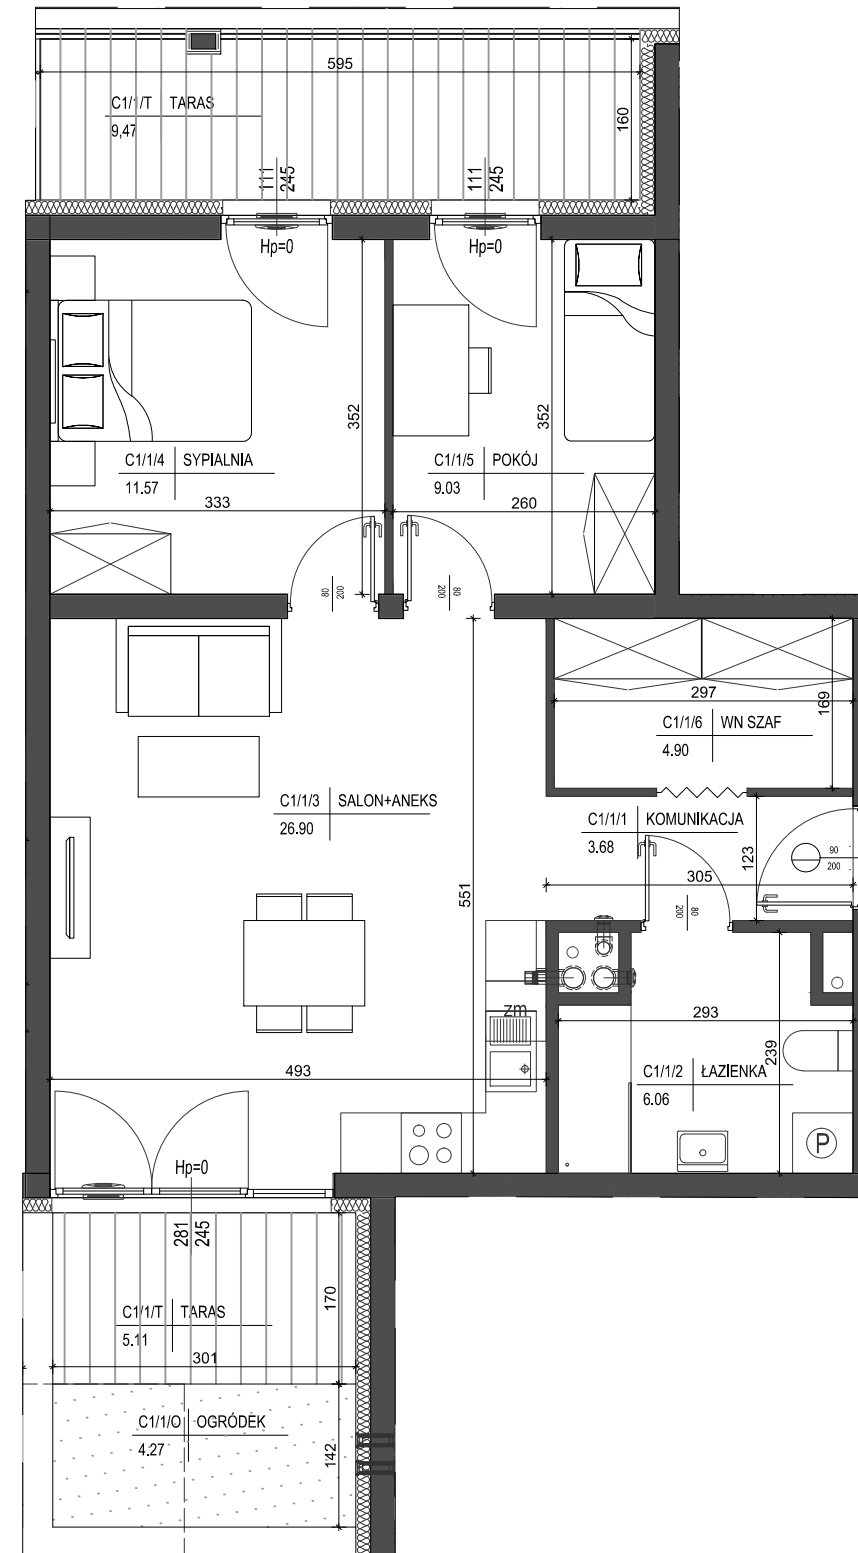 595
C1/1/T TARAS
9,47
160
111
245
111
245
Hp=0
Hp=0
352
352
C1/1/4 SYPIALNIA
11.57
C1/1/5 POKÓJ
9.03
333
260
80
200
80
200
297
169
C1/1/6 WN SZAF
4.90
C1/1/3 SALON+ANEKS
26.90
C1/1/1 KOMUNIKACJA
3.68
123
90
200
305
551
80
200
zm
293
239
493
C1/1/2 ŁAZIENKA
6.06
P
Hp=0
281
245
170
C1/1/T TARAS
5.11
301
C1/1/O OGRÓDEK
4.27
142